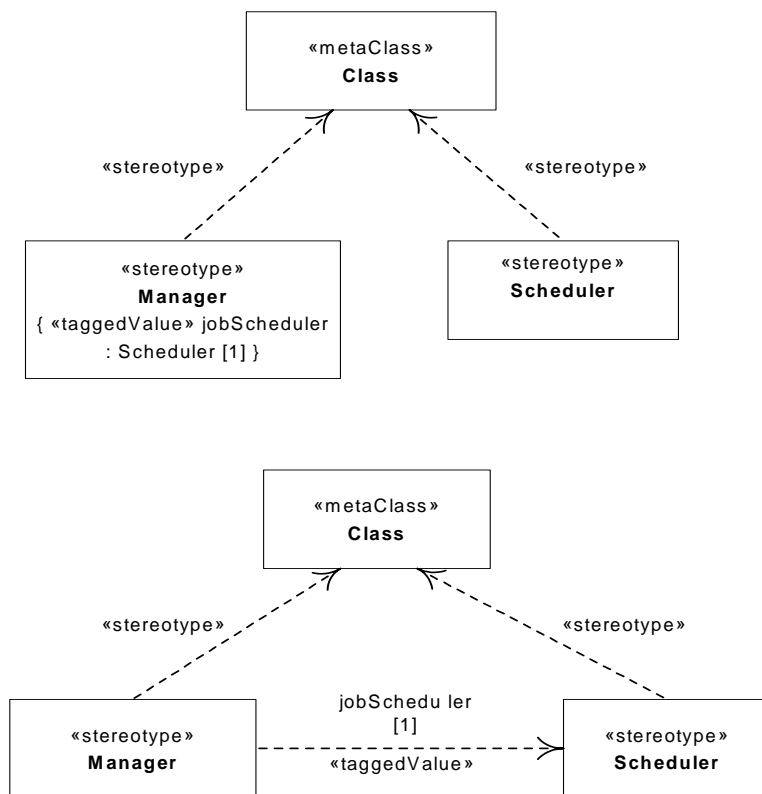 «metaClass»
Class
«stereotype»
«stereotype»
«stereotype»
Manager
{ «taggedValue» jobScheduler
: Scheduler [1] }
«stereotype»
Scheduler
«metaClass»
Class
«stereotype»
«stereotype»
«stereotype»
Manager
jobSchedu ler
[1]
«taggedValue»
«stereotype»
Scheduler